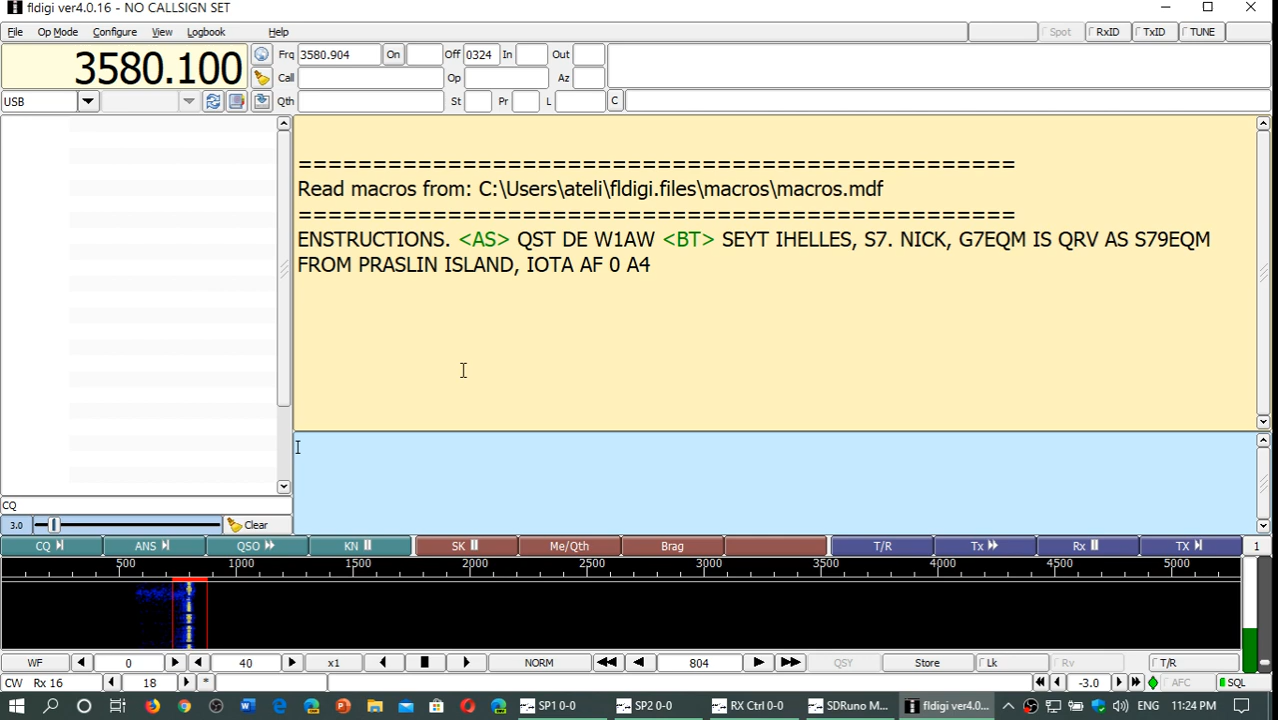 fldigi ver4.0.16 - NO CALLSIGN SET
File Op Mode Configure View Logbook Help Spot RxID TxID TUNE
3580.100
Frq 3580.904 On Off 0324 In Out
Call Op Az
USB
Qth St Pr L C
================================================
Read macros from: C:\Users\ateli\fldigi.files\macros\macros.mdf
================================================
ENSTRUCTIONS. <AS> QST DE W1AW <BT> SEYT IHELLES, S7. NICK, G7EQM IS QRV AS S79EQM
FROM PRASLIN ISLAND, IOTA AF 0 A4
CQ
3.0 Clear
CQ ANS QSO KN SK Me/Qth Brag T/R Tx Rx TX 1
500 1000 1500 2000 2500 3000 3500 4000 4500 5000
WF 0 40 x1 NORM 804 QSY Store Lk Rv T/R
CW Rx 16 18 * -3.0 AFC SQL
SP1 0-0 SP2 0-0 RX Ctrl 0-0 SDRuno M... fldigi ver4.0... 11:24 PM